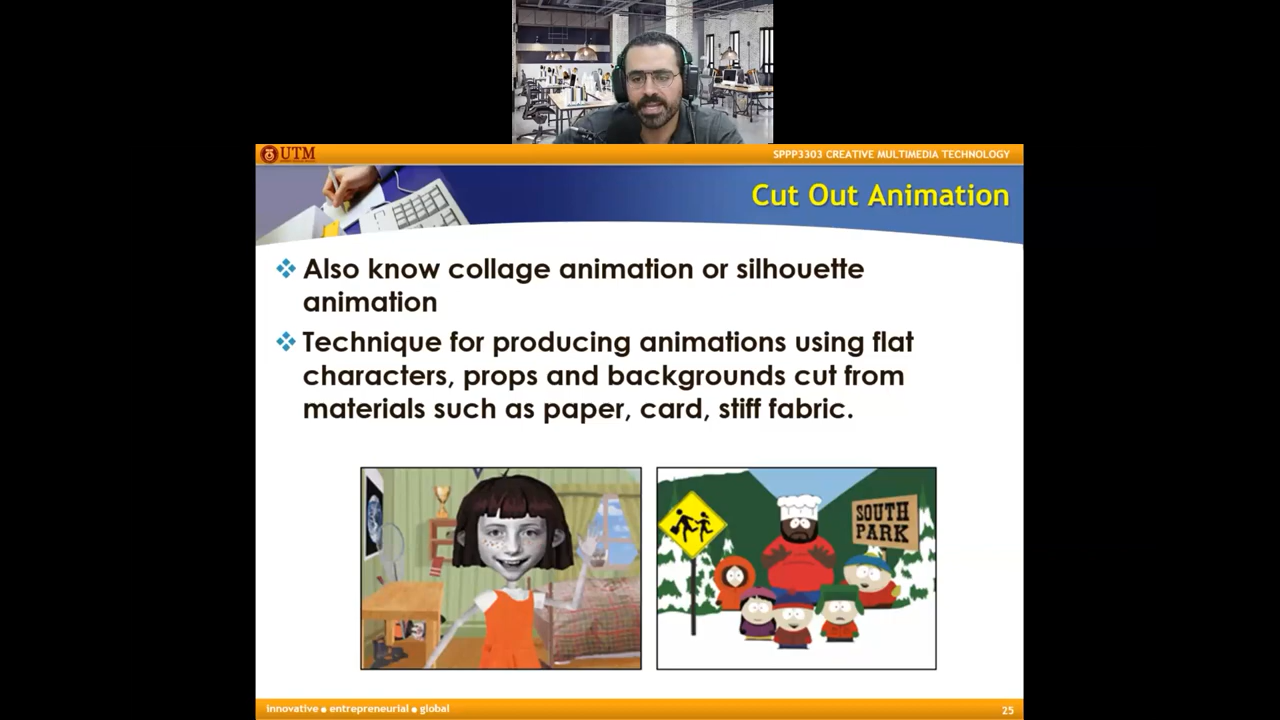 UTM
SPPP3303 CREATIVE MULTIMEDIA TECHNOLOGY
Cut Out Animation
Also know collage animation or silhouette
animation
Technique for producing animations using flat
characters, props and backgrounds cut from
materials such as paper, card, stiff fabric.
SOUTH
PARK
innovative ● entrepreneurial ● global
25